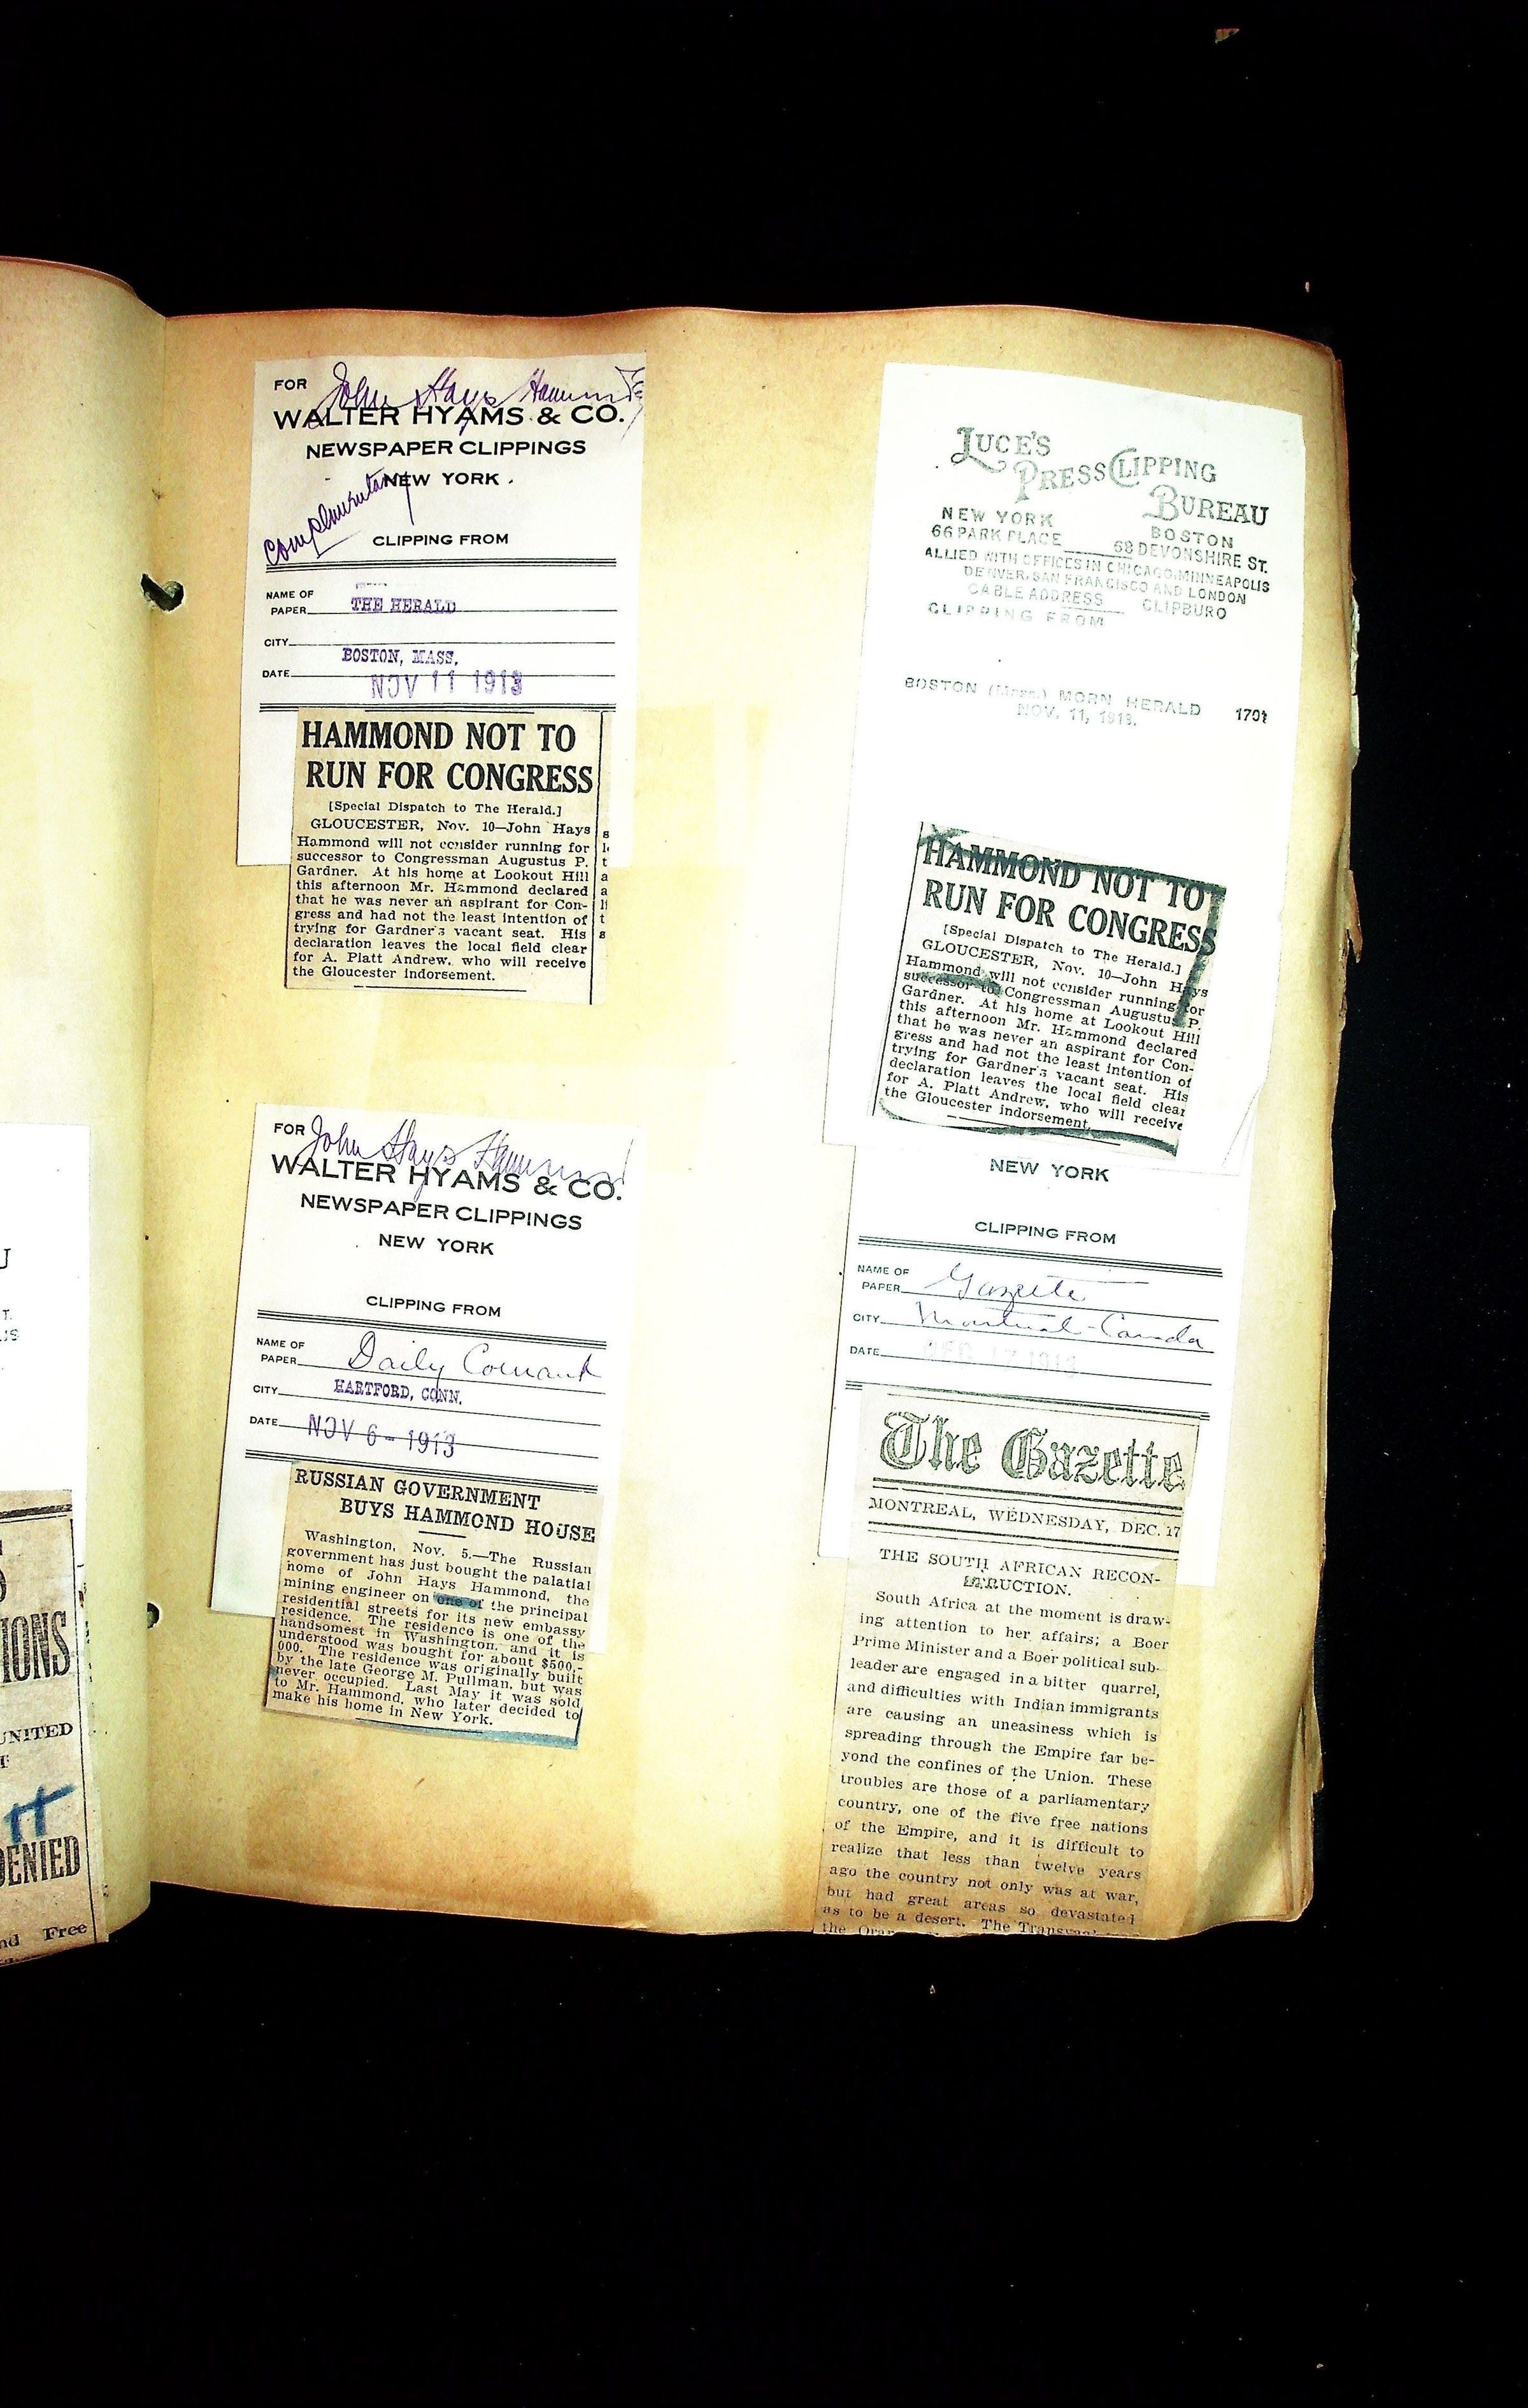 FOR John Hays Hammond
WALTER HYAMS & CO.
NEWSPAPER CLIPPINGS
NEW YORK
Complimentary
CLIPPING FROM
NAME OF
PAPER THE HERALD
CITY
BOSTON, MASS.
DATE
NOV 11 1913
HAMMOND NOT TO
RUN FOR CONGRESS
[Special Dispatch to The Herald.]
GLOUCESTER, Nov. 10—John Hays
Hammond will not consider running for
successor to Congressman Augustus P.
Gardner. At his home at Lookout Hill
this afternoon Mr. Hammond declared
that he was never an aspirant for Con-
gress and had not the least intention of
trying for Gardner's vacant seat. His
declaration leaves the local field clear
for A. Piatt Andrew, who will receive
the Gloucester indorsement.
FOR John Hays Hammond
WALTER HYAMS & CO.
NEWSPAPER CLIPPINGS
NEW YORK
CLIPPING FROM
NAME OF
PAPER Daily Courant
CITY HARTFORD, CONN.
DATE NOV 6 - 1913
RUSSIAN GOVERNMENT
BUYS HAMMOND HOUSE
Washington, Nov. 5.—The Russian
government has just bought the palatial
home of John Hays Hammond, the
mining engineer on one of the principal
residential streets for its new embassy
residence. The residence is one of the
handsomest in Washington, and it is
understood was bought for about $500,-
000. The residence was originally built
by the late George M. Pullman, but was
never occupied. Last May it was sold
to Mr. Hammond, who later decided to
make his home in New York.
LUCE'S
PRESS CLIPPING
BUREAU
NEW YORK BOSTON
66 PARK PLACE 68 DEVONSHIRE ST.
ALLIED WITH OFFICES IN CHICAGO, MINNEAPOLIS
DENVER, SAN FRANCISCO AND LONDON
CABLE ADDRESS CLIPBURO
CLIPPING FROM
BOSTON (Mass.) MORN HERALD 1701
NOV. 11, 1913.
HAMMOND NOT TO
RUN FOR CONGRESS
[Special Dispatch to The Herald.]
GLOUCESTER, Nov. 10—John Hays
Hammond will not consider running for
successor to Congressman Augustus P.
Gardner. At his home at Lookout Hill
this afternoon Mr. Hammond declared
that he was never an aspirant for Con-
gress and had not the least intention of
trying for Gardner's vacant seat. His
declaration leaves the local field clear
for A. Piatt Andrew, who will receive
the Gloucester indorsement.
NEW YORK
CLIPPING FROM
NAME OF
PAPER Gazette
CITY Montreal - Canada
DATE DEC 17 1913
The Gazette
MONTREAL, WEDNESDAY, DEC. 17
THE SOUTH AFRICAN RECON-
STRUCTION.
South Africa at the moment is draw-
ing attention to her affairs; a Boer
Prime Minister and a Boer political sub-
leader are engaged in a bitter quarrel,
and difficulties with Indian immigrants
are causing an uneasiness which is
spreading through the Empire far be-
yond the confines of the Union. These
troubles are those of a parliamentary
country, one of the five free nations
of the Empire, and it is difficult to
realize that less than twelve years
ago the country not only was at war,
but had great areas so devastated
as to be a desert. The Transvaal
the
IONS
UNITED
DENIED
Free